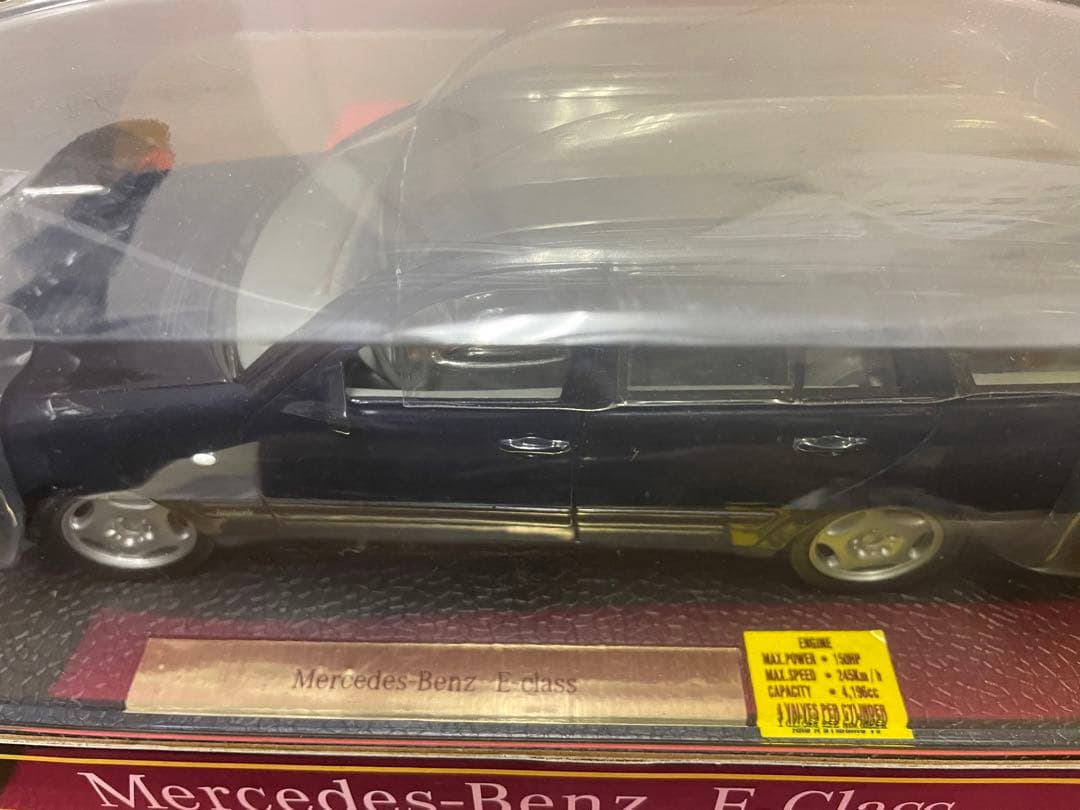 Mercedes-Benz E-class
ENGINE
MAX.POWER • 150HP
MAX.SPEED • 245Km/h
CAPACITY • 4,196cc
4 VALVES PER CYLINDER
Mercedes-Benz E-Class